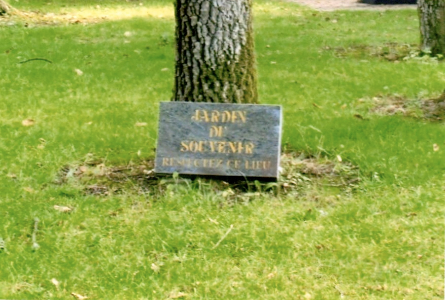 JARDIN
DU
SOUVENIR
RESPECTEZ CE LIEU